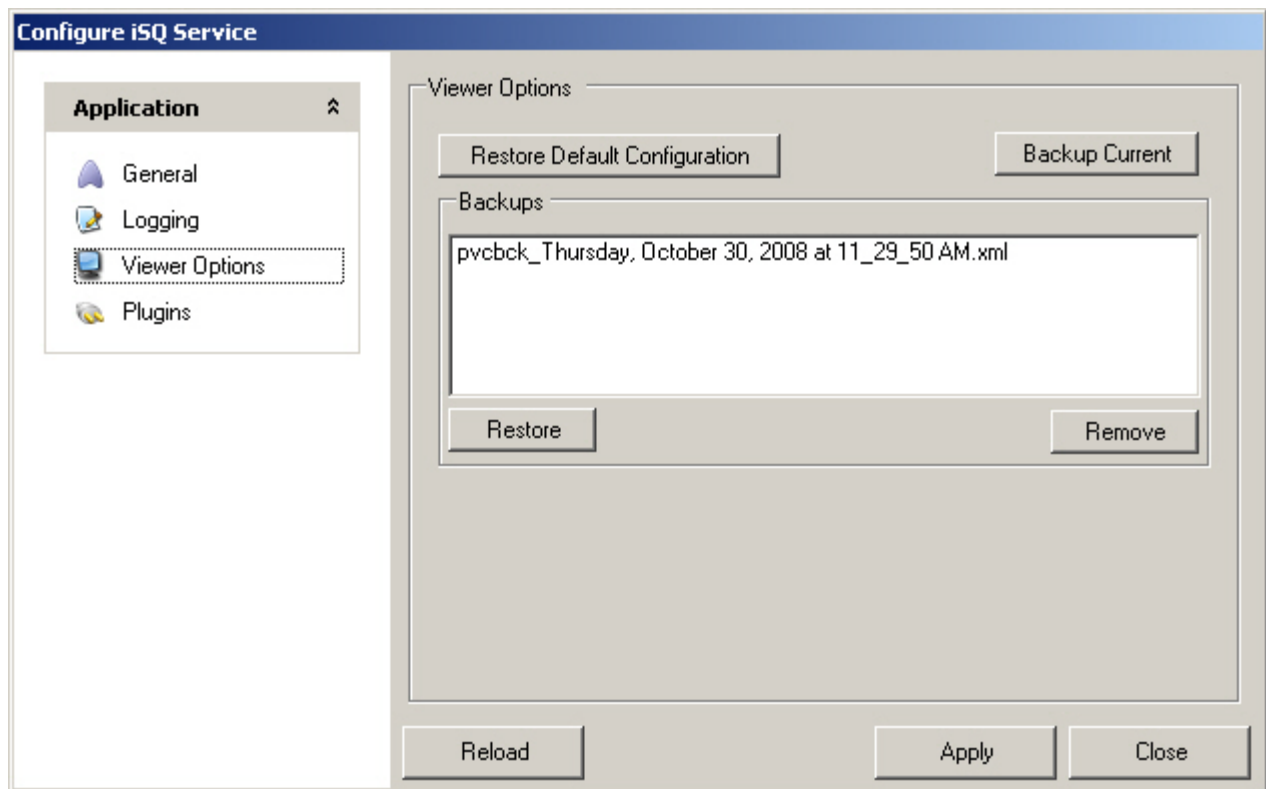 Configure iSQ Service
Application
General
Logging
Viewer Options
Plugins
Viewer Options
Restore Default Configuration
Backup Current
Backups
pvcbck_Thursday, October 30, 2008 at 11_29_50 AM.xml
Restore
Remove
Reload
Apply
Close